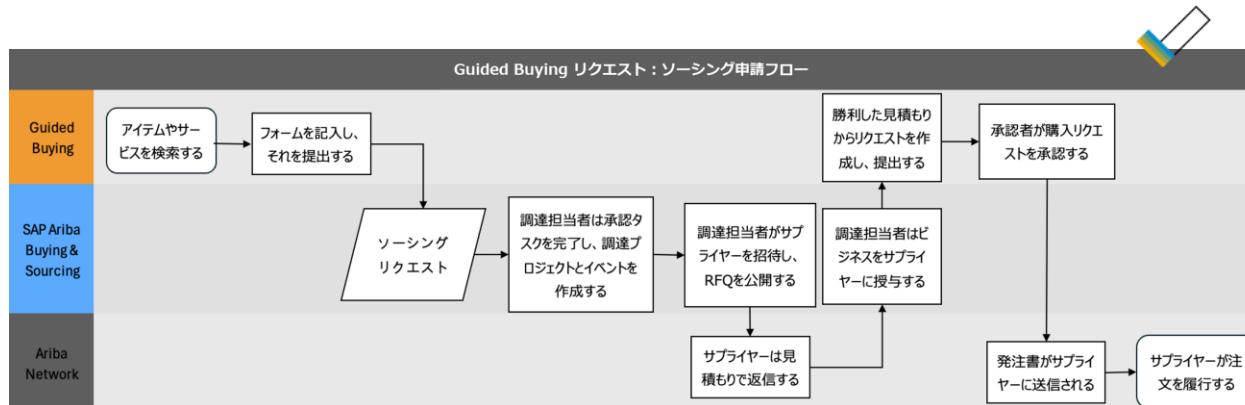 Guided Buying リクエスト：ソーシング申請フロー
Guided
Buying
アイテムやサー
ビスを検索する
フォームを記入し、
それを提出する
勝利した見積もり
からリクエストを作
成し、提出する
承認者が購入リクエ
ストを承認する
SAP Ariba
Buying &
Sourcing
ソーシング
リクエスト
調達担当者は承認タ
スクを完了し、調達プ
ロジェクトとイベントを
作成する
調達担当者がサプ
ライヤーを招待し、
RFQを公開する
調達担当者はビ
ジネスをサプライ
ヤーに授与する
Ariba
Network
サプライヤーは見
積もりで返信する
発注書がサプライ
ヤーに送信される
サプライヤーが注
文を履行する